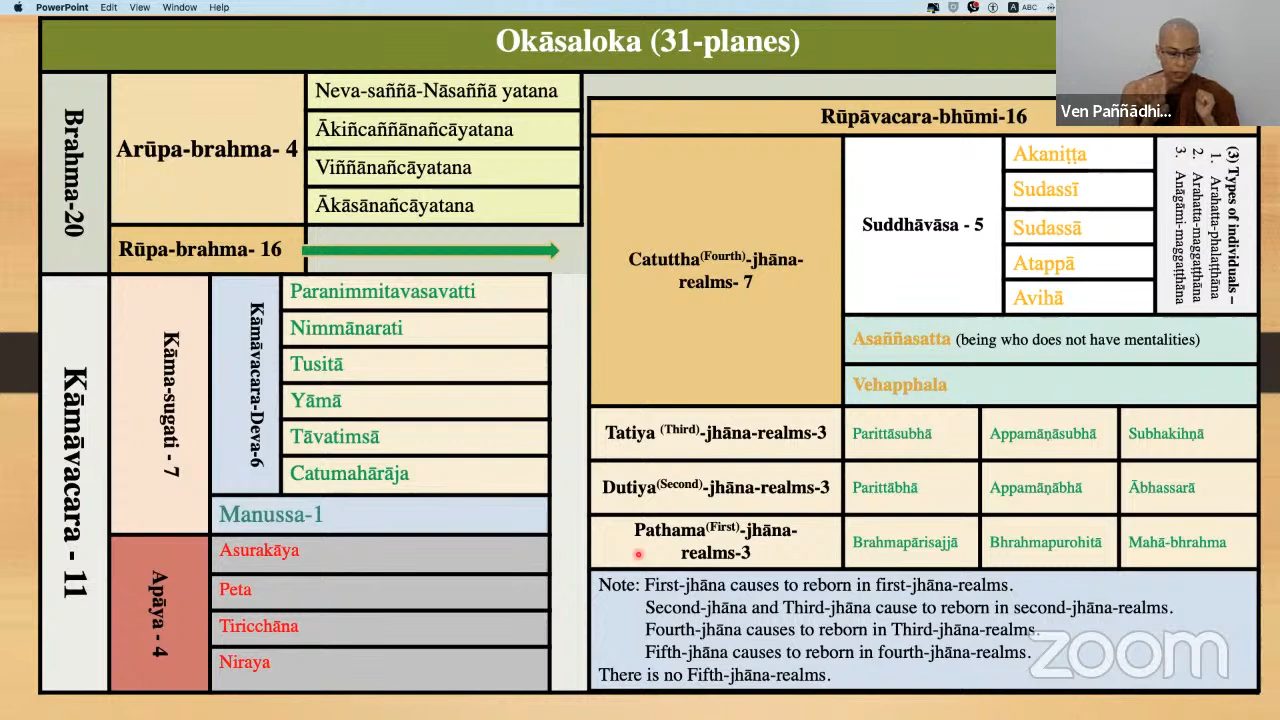 PowerPoint Edit View Window Help
A ABC
Okāsaloka (31-planes)
Brahma-20
Arūpa-brahma- 4
Neva-saññā-Nāsaññā yatana
Ākiñcaññānañcāyatana
Viññānañcāyatana
Ākāsānañcāyatana
Rūpa-brahma- 16
Kāmāvacara - 11
Kāma-sugati - 7
Kāmāvacara-Deva-6
Paranimmitavasavatti
Nimmānarati
Tusitā
Yāmā
Tāvatimsā
Catumahārāja
Manussa-1
Apāya - 4
Asurakāya
Peta
Tiricchāna
Niraya
Ven Paññādhi...
Rūpāvacara-bhūmi-16
Catuttha(Fourth)-jhāna-
realms- 7
Suddhāvāsa - 5
Akaniṭṭa
Sudassī
Sudassā
Atappā
Avihā
(3) Types of individuals –
1. Arahatta-phalaṭṭhāna
2. Arahatta-maggaṭṭhāna
3. Anāgāmi-maggaṭṭhāna
Asaññasatta (being who does not have mentalities)
Vehapphala
Tatiya (Third)-jhāna-realms-3
Parittāsubhā
Appamāṇāsubhā
Subhakihṇā
Dutiya(Second)-jhāna-realms-3
Parittābhā
Appamāṇābhā
Ābhassarā
Pathama(First)-jhāna-
realms-3
Brahmapārisajjā
Bhrahmapurohitā
Mahā-bhrahma
Note: First-jhāna causes to reborn in first-jhāna-realms.
Second-jhāna and Third-jhāna cause to reborn in second-jhāna-realms.
Fourth-jhāna causes to reborn in Third-jhāna-realms.
Fifth-jhāna causes to reborn in fourth-jhāna-realms.
There is no Fifth-jhāna-realms.
zoom